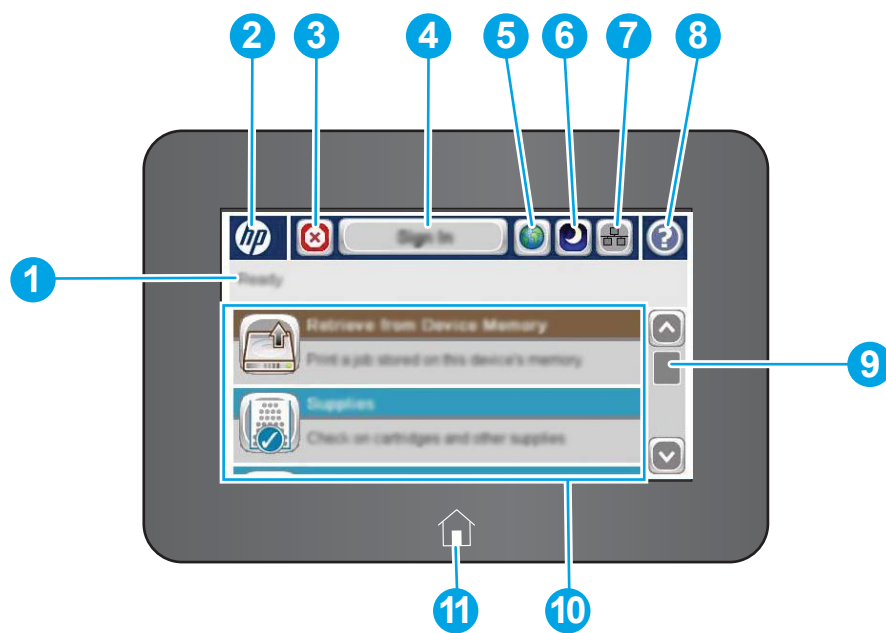 2 3 4 5 6 7 8
hp
Sign In
?
1
Ready
Retrieve from Device Memory
Print a job stored on this device's memory
9
Supplies
Check on cartridges and other supplies
11
10